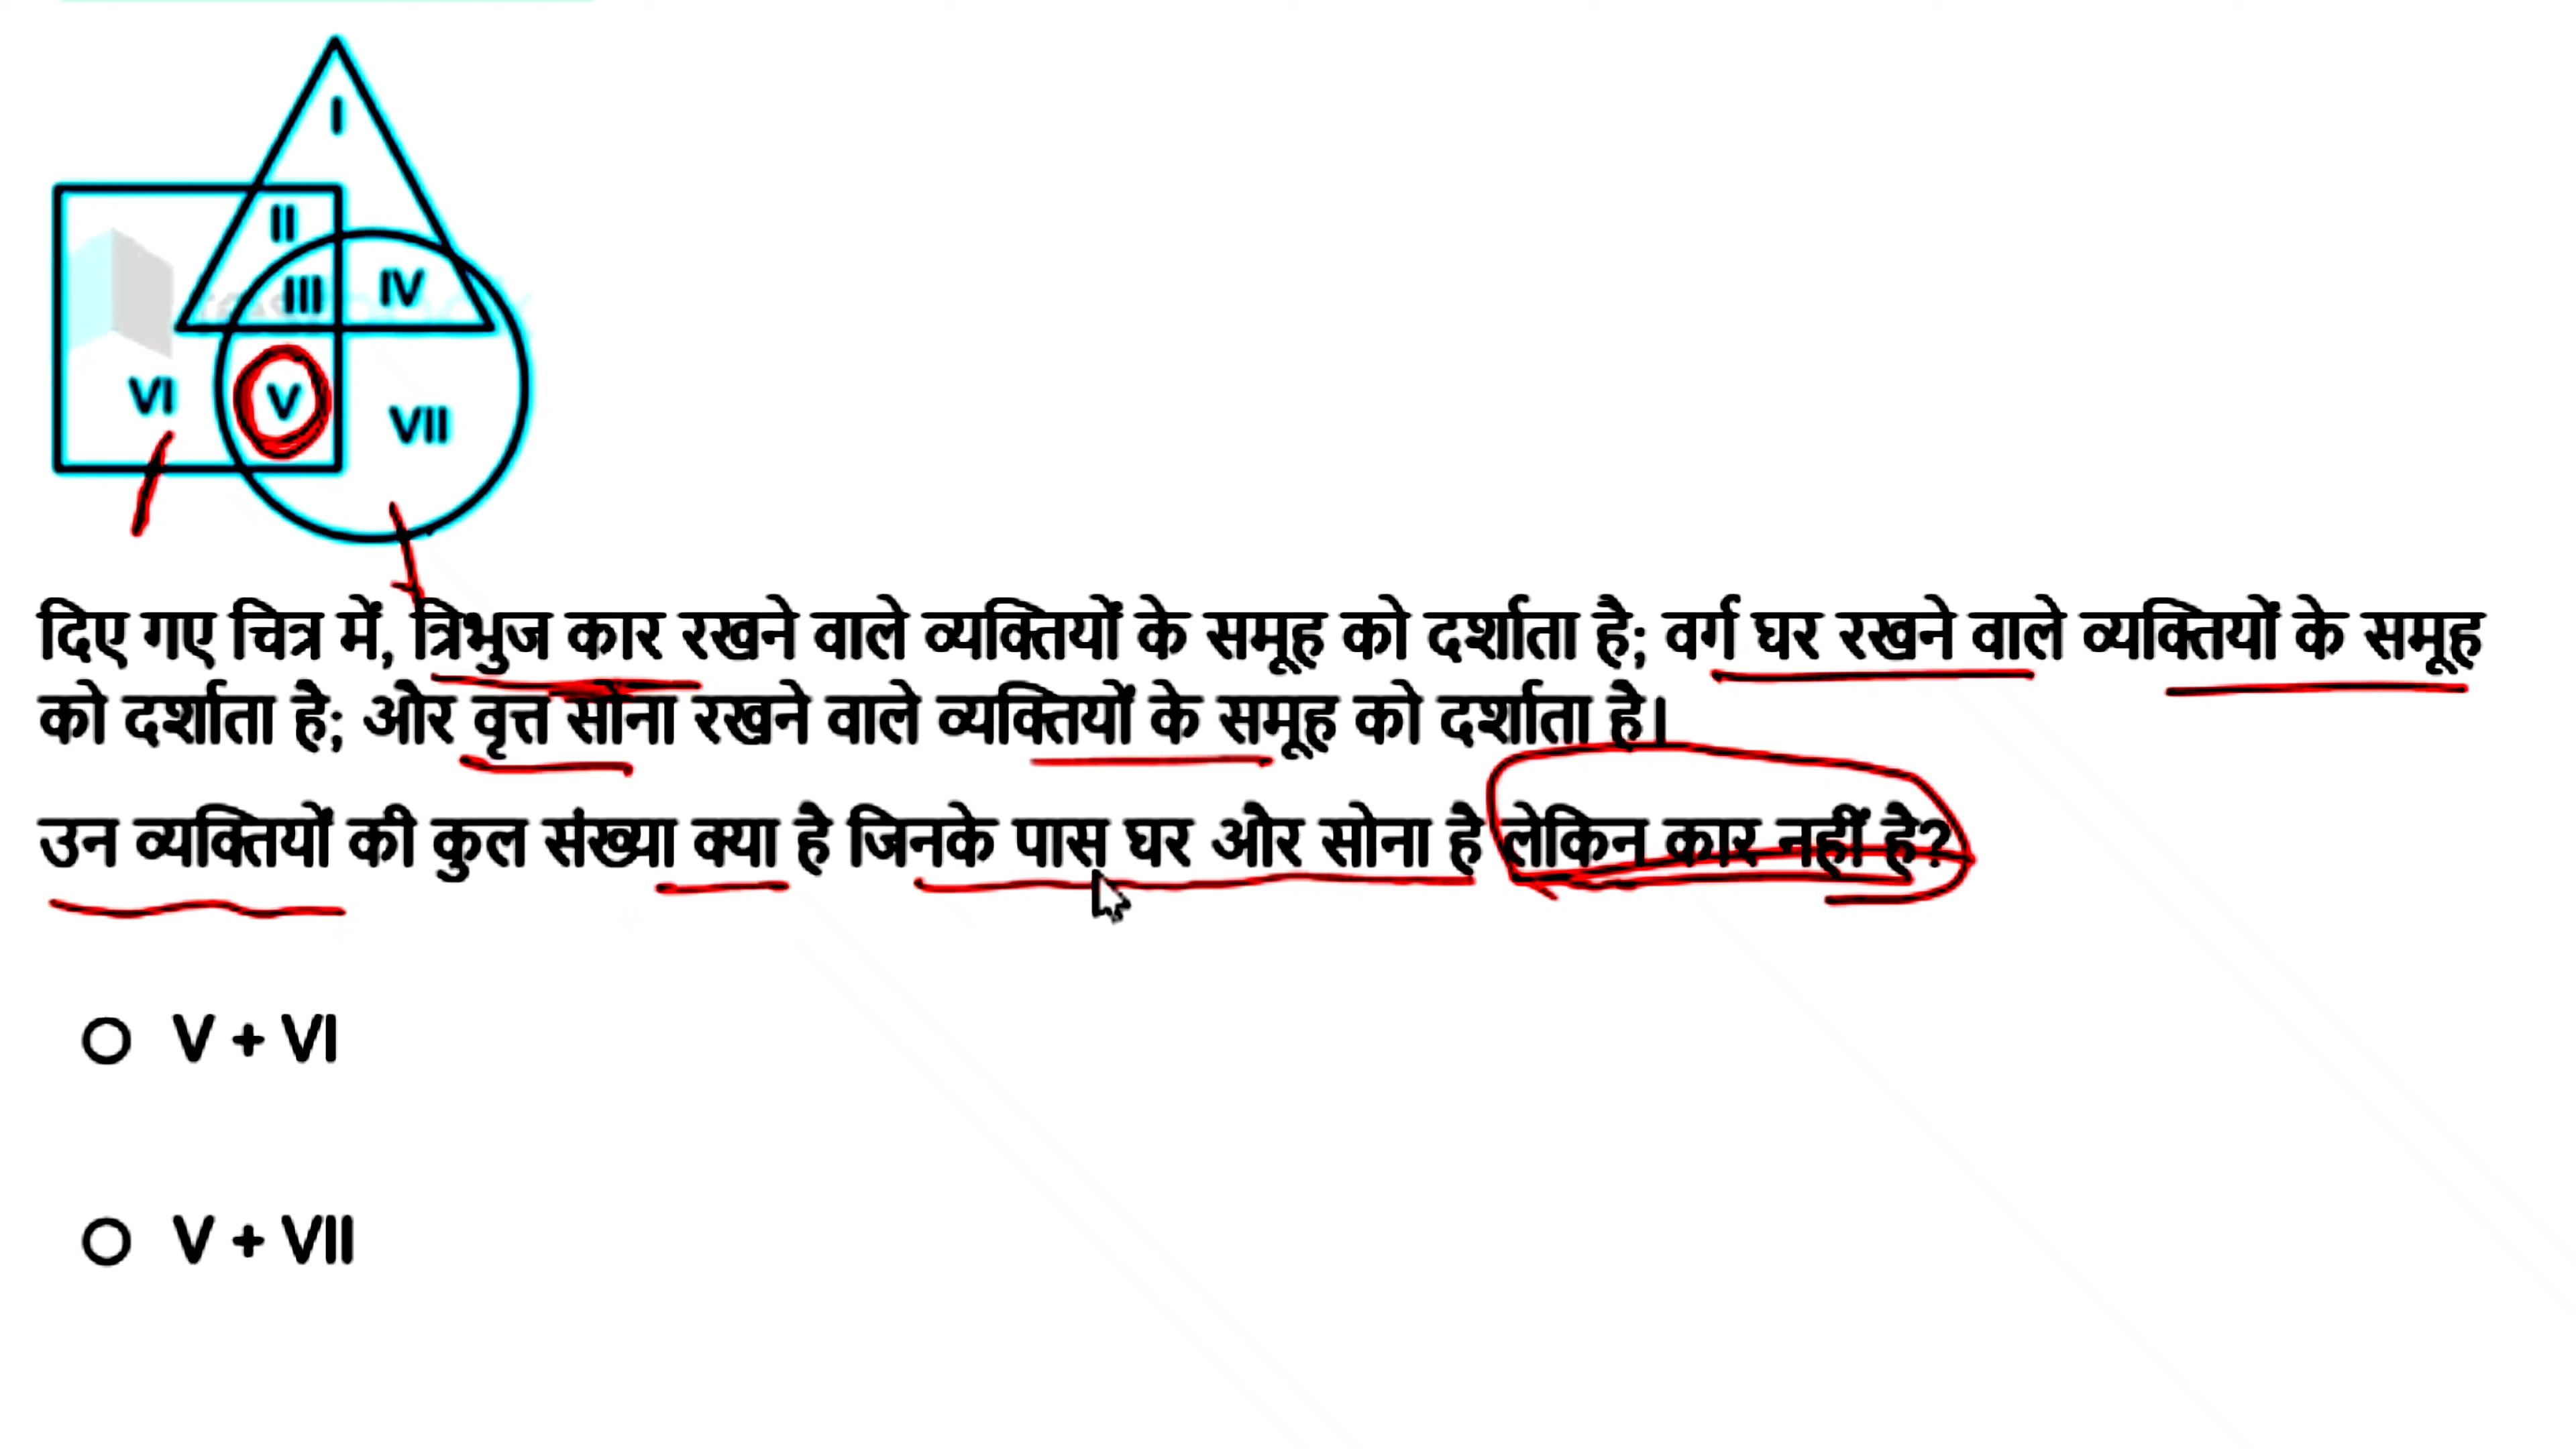 I
II
III IV
VI V VII
दिए गए चित्र में, त्रिभुज कार रखने वाले व्यक्तियों के समूह को दर्शाता है; वर्ग घर रखने वाले व्यक्तियों के समूह
को दर्शाता है; और वृत्त सोना रखने वाले व्यक्तियों के समूह को दर्शाता है।
उन व्यक्तियों की कुल संख्या क्या है जिनके पास घर और सोना है लेकिन कार नहीं है?
V + VI
V + VII